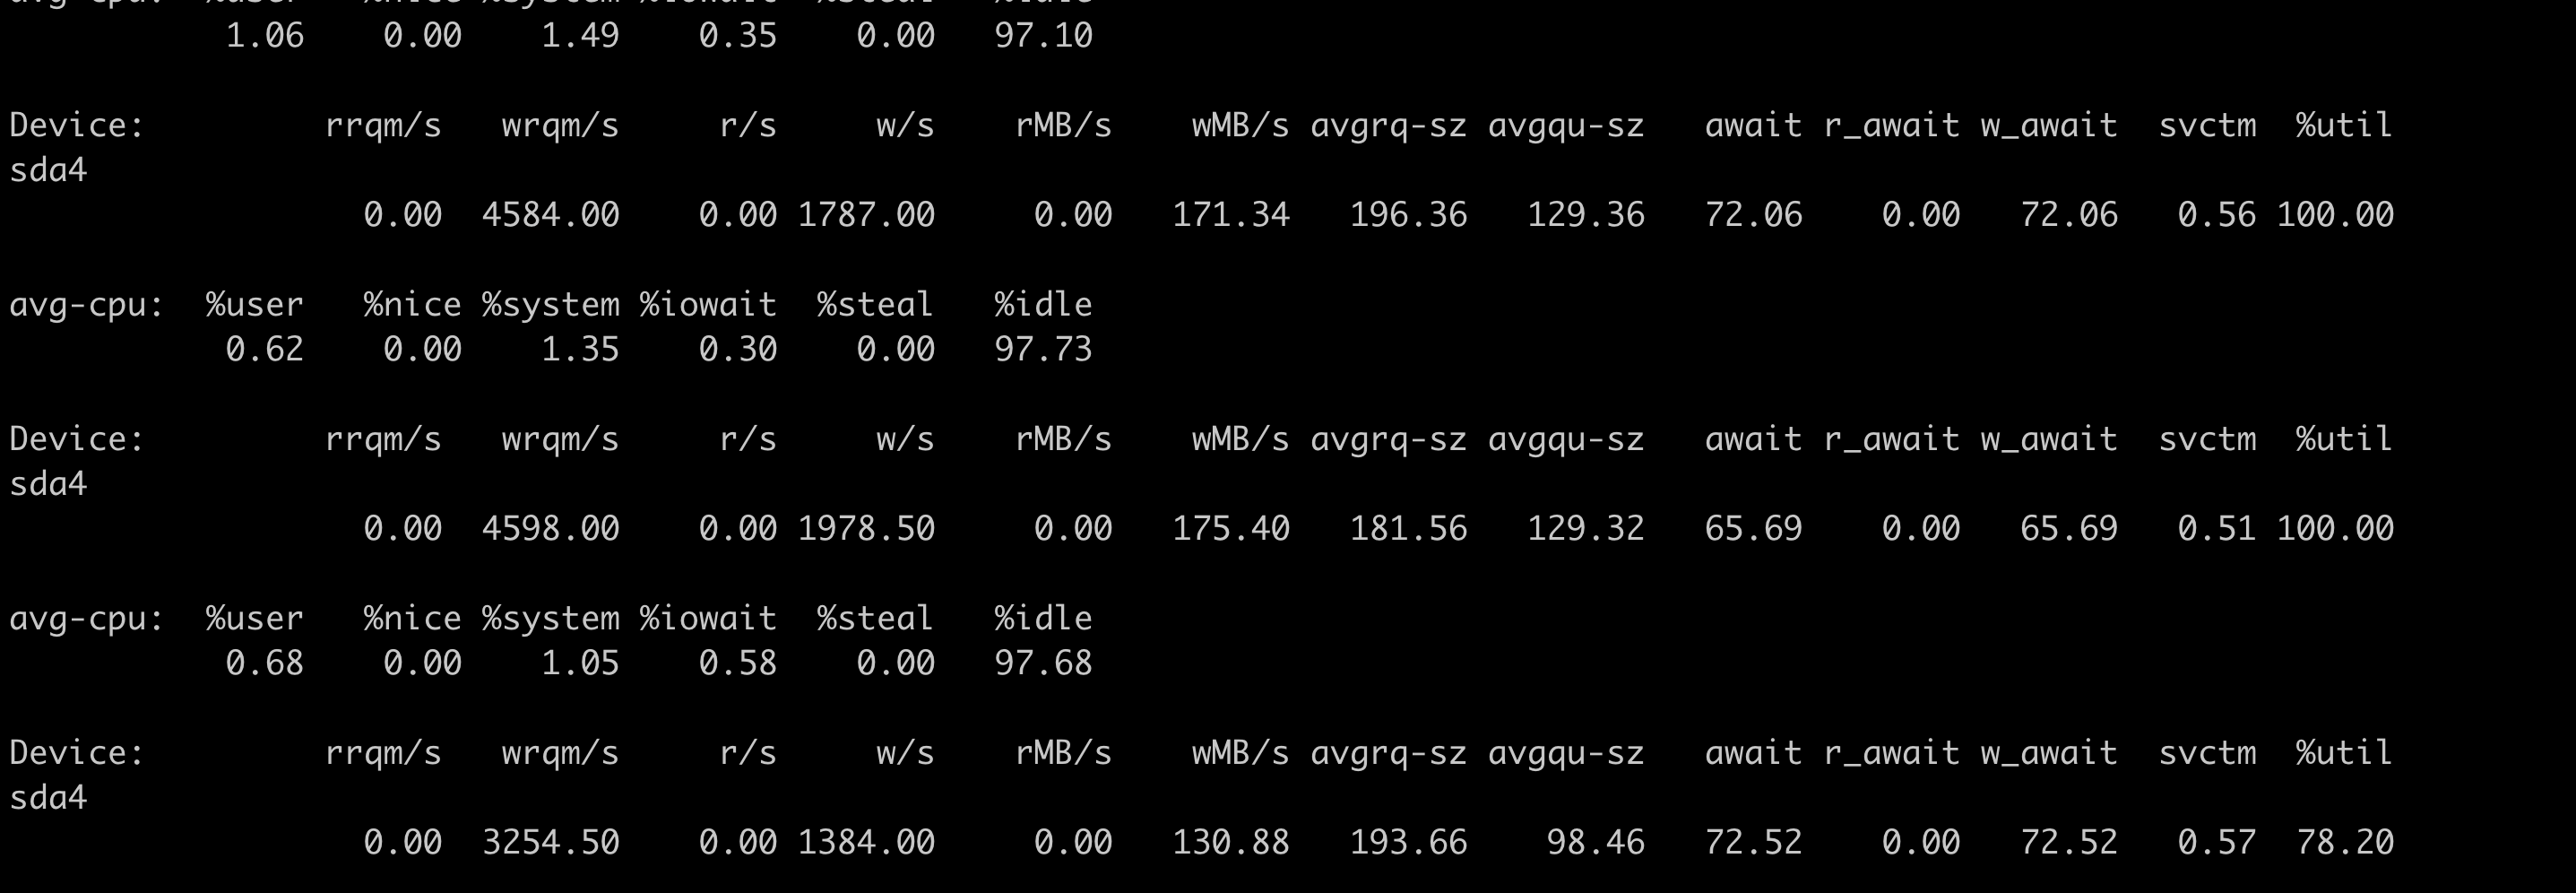 avg-cpu:  %user   %nice %system %iowait  %steal   %idle
           1.06    0.00    1.49    0.35    0.00   97.10
Device:         rrqm/s   wrqm/s     r/s     w/s    rMB/s    wMB/s avgrq-sz avgqu-sz   await r_await w_await  svctm  %util
sda4
                  0.00  4584.00    0.00 1787.00     0.00   171.34   196.36   129.36   72.06    0.00   72.06   0.56 100.00
avg-cpu:  %user   %nice %system %iowait  %steal   %idle
           0.62    0.00    1.35    0.30    0.00   97.73
Device:         rrqm/s   wrqm/s     r/s     w/s    rMB/s    wMB/s avgrq-sz avgqu-sz   await r_await w_await  svctm  %util
sda4
                  0.00  4598.00    0.00 1978.50     0.00   175.40   181.56   129.32   65.69    0.00   65.69   0.51 100.00
avg-cpu:  %user   %nice %system %iowait  %steal   %idle
           0.68    0.00    1.05    0.58    0.00   97.68
Device:         rrqm/s   wrqm/s     r/s     w/s    rMB/s    wMB/s avgrq-sz avgqu-sz   await r_await w_await  svctm  %util
sda4
                  0.00  3254.50    0.00 1384.00     0.00   130.88   193.66    98.46   72.52    0.00   72.52   0.57  78.20